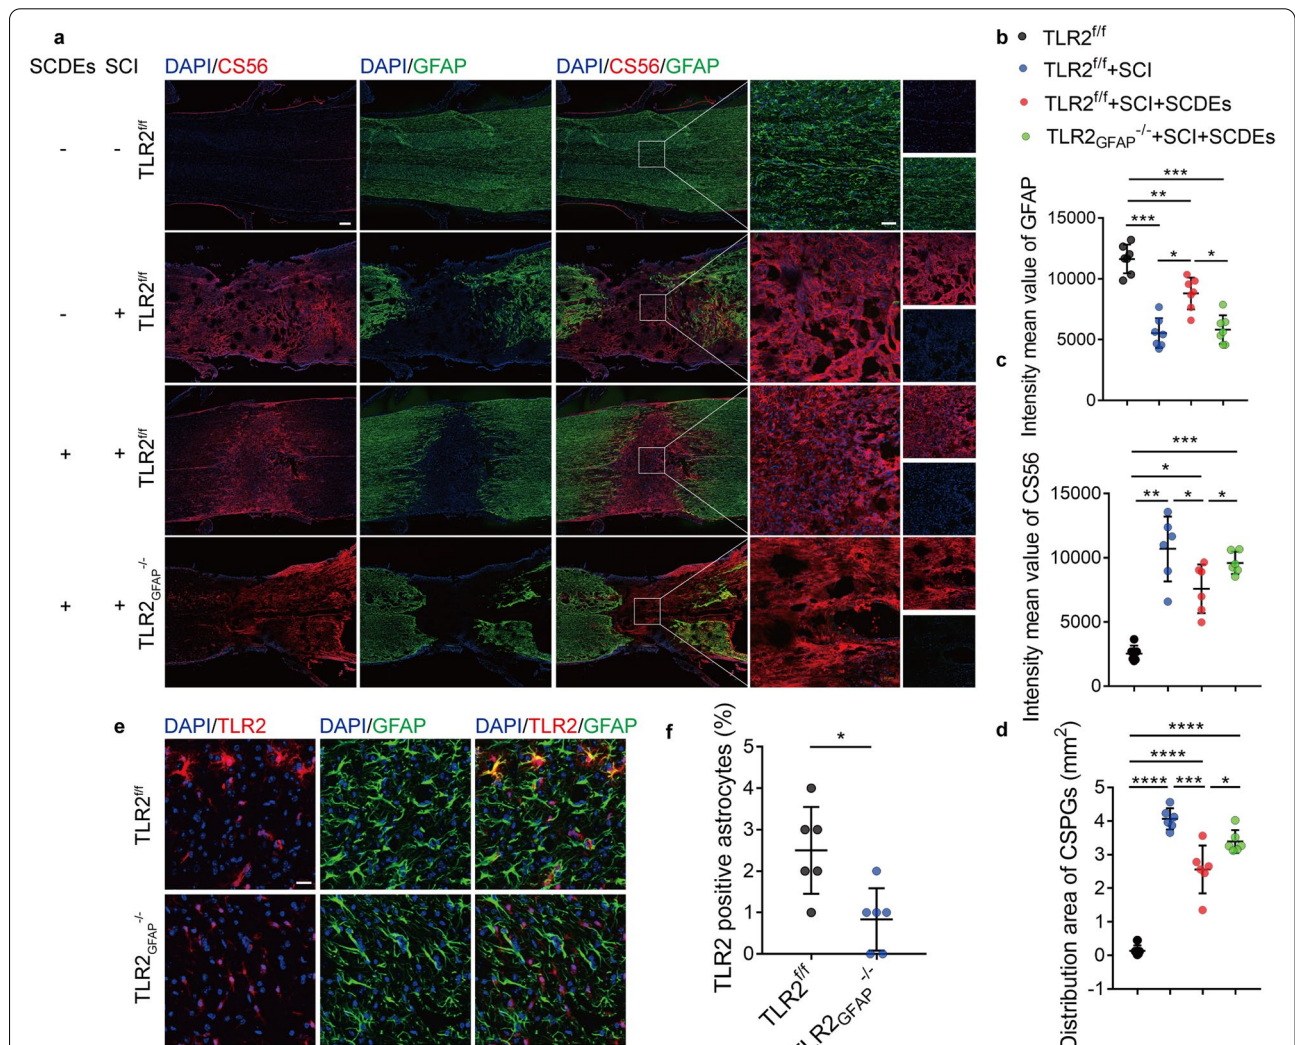 a
SCDEs SCI DAPI/CS56 DAPI/GFAP DAPI/CS56/GFAP
- - TLR2f/f
- + TLR2f/f
+ + TLR2f/f
+ + TLR2GFAP-/-
b
TLR2f/f
TLR2f/f+SCI
TLR2f/f+SCI+SCDEs
TLR2GFAP-/-+SCI+SCDEs
Intensity mean value of GFAP
***
**
***
* *
15000
10000
5000
0
c
Intensity mean value of CS56
***
*
** * *
15000
10000
5000
0
d
Distribution area of CSPGs (mm2)
****
****
**** *** *
5
4
3
2
1
0
-1
e
DAPI/TLR2 DAPI/GFAP DAPI/TLR2/GFAP
TLR2f/f
TLR2GFAP-/-
f
TLR2 positive astrocytes (%)
*
5
4
3
2
1
0
TLR2f/f
TLR2GFAP-/-